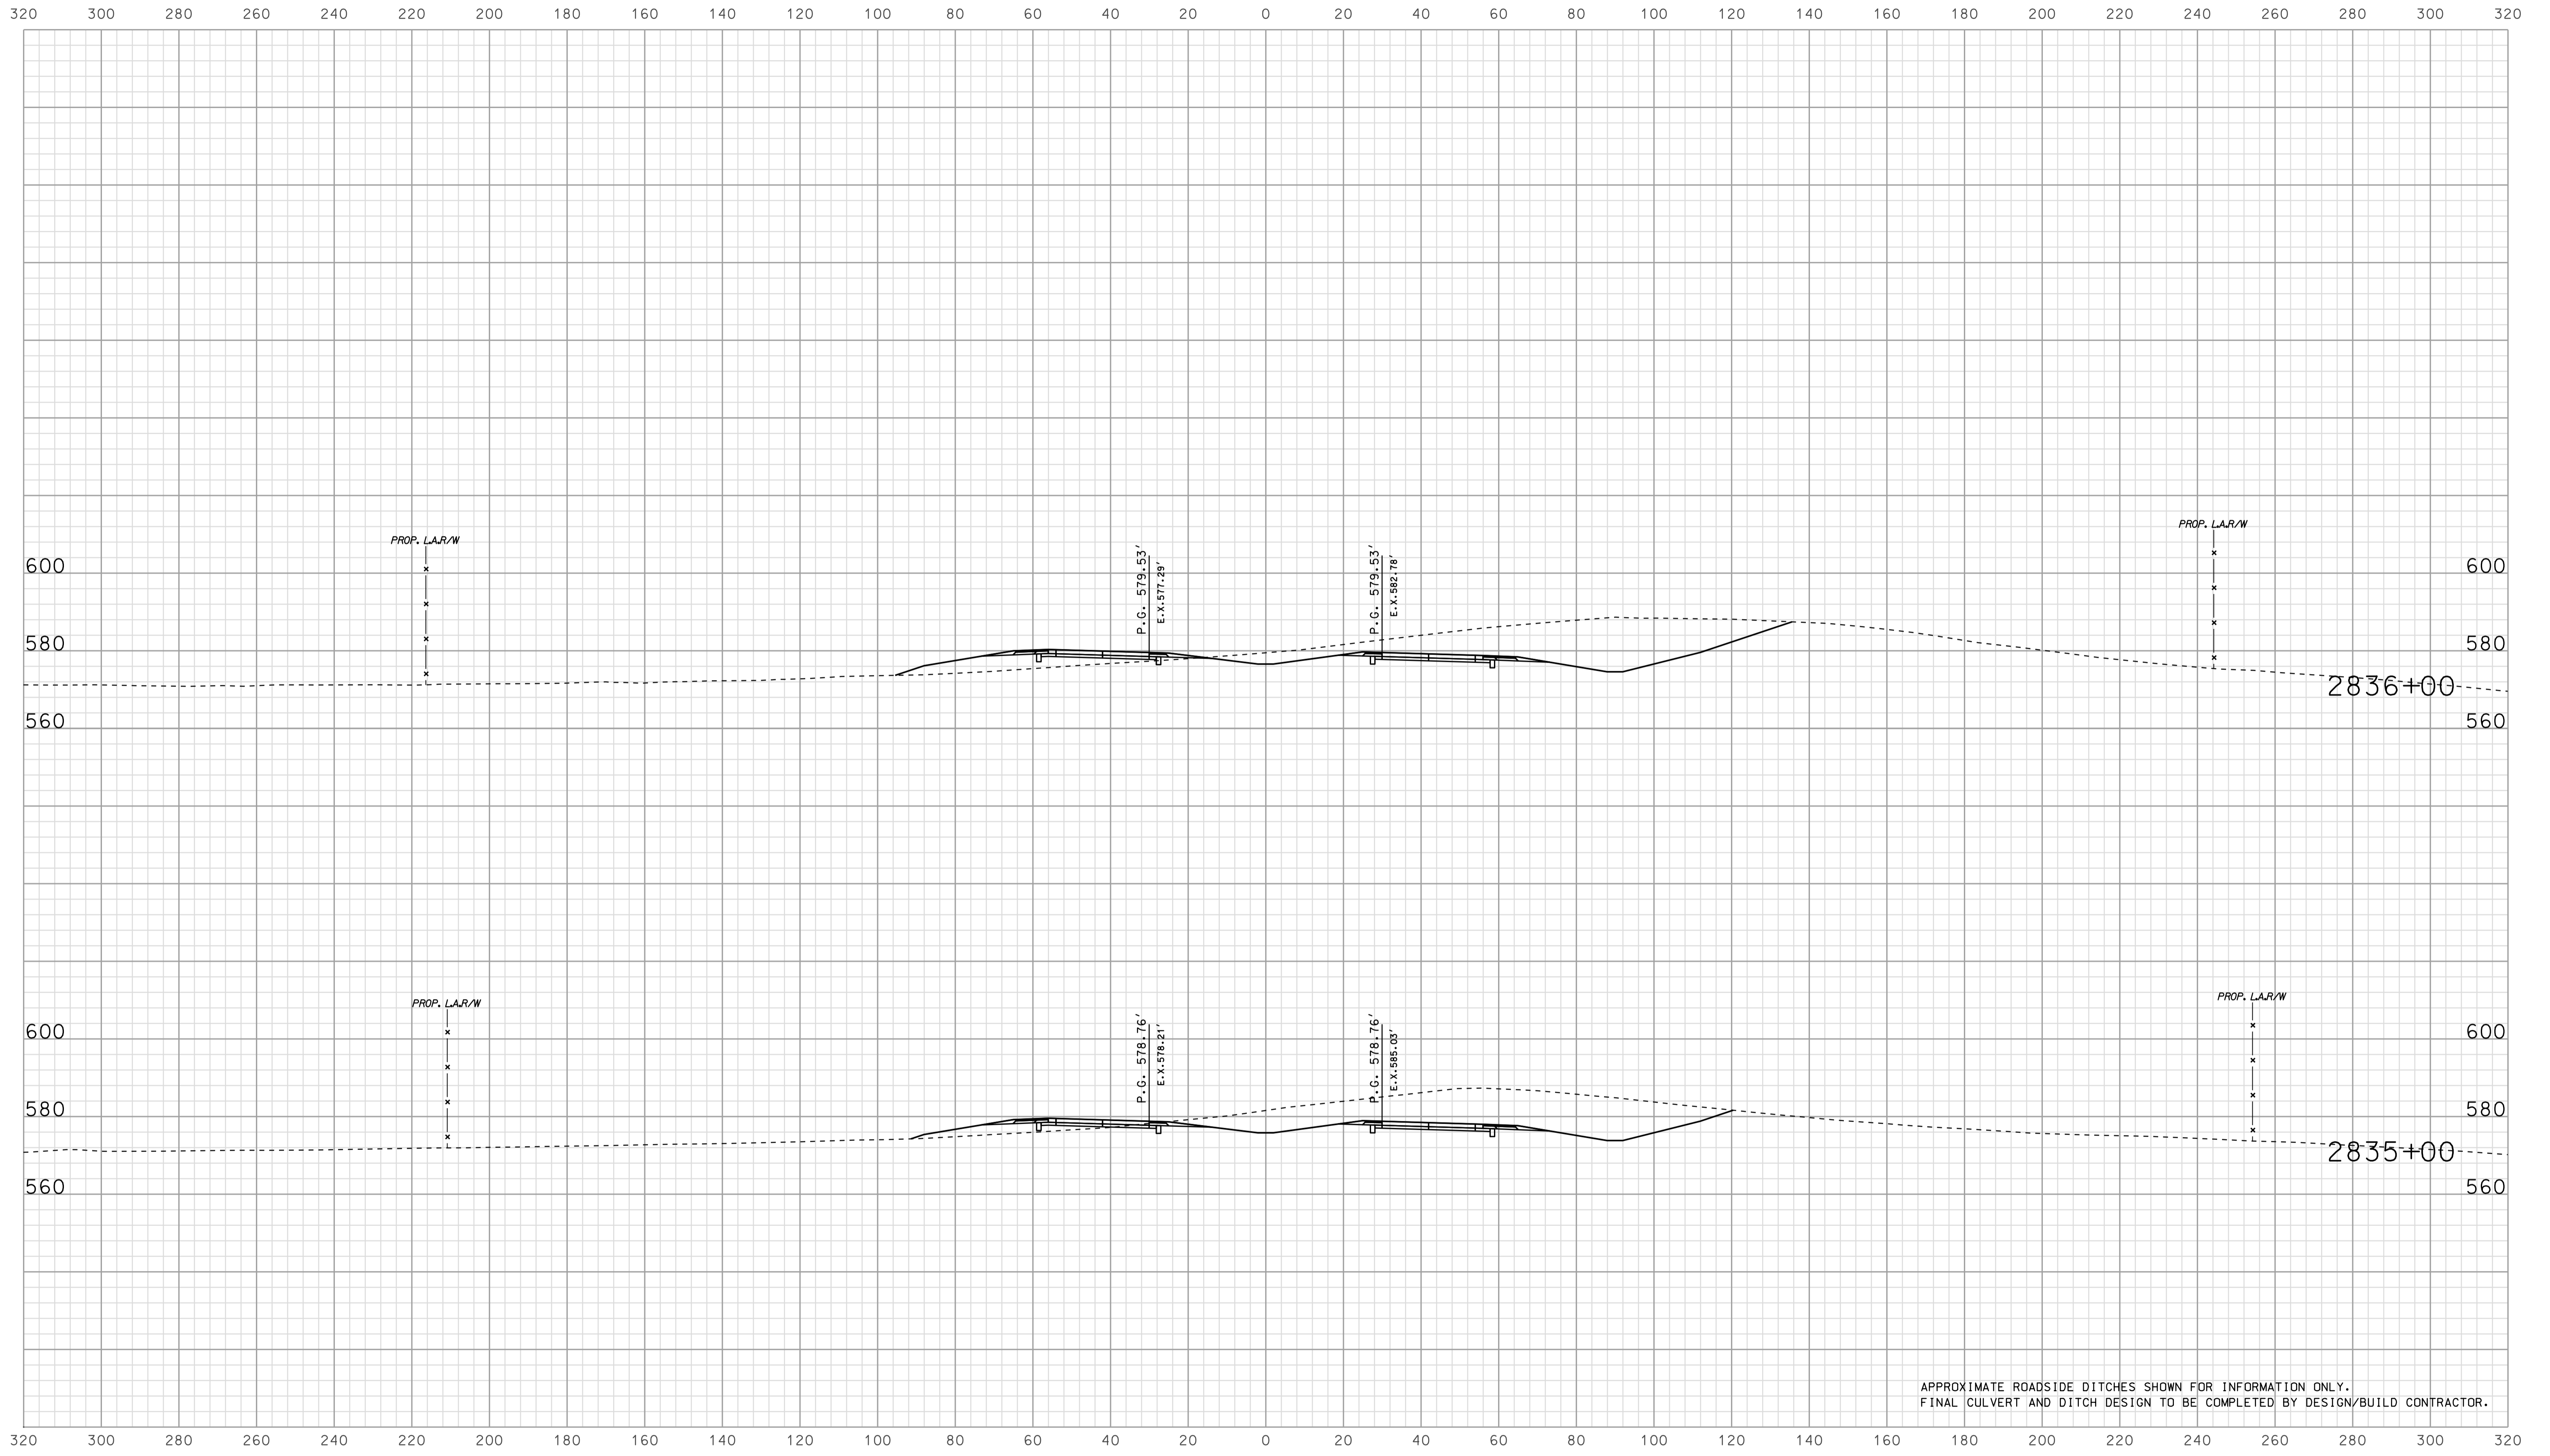 320 300 280 260 240 220 200 180 160 140 120 100 80 60 40 20 0 20 40 60 80 100 120 140 160 180 200 220 240 260 280 300 320
PROP. L.A.R/W
PROP. L.A.R/W
P.G. 579.53'
E.X.577.29'
P.G. 579.53'
E.X.582.78'
600 600
580 580
2836+00
560 560
PROP. L.A.R/W
PROP. L.A.R/W
P.G. 578.76'
E.X.578.21'
P.G. 578.76'
E.X.585.03'
600 600
580 580
2835+00
560 560
APPROXIMATE ROADSIDE DITCHES SHOWN FOR INFORMATION ONLY.
FINAL CULVERT AND DITCH DESIGN TO BE COMPLETED BY DESIGN/BUILD CONTRACTOR.
320 300 280 260 240 220 200 180 160 140 120 100 80 60 40 20 0 20 40 60 80 100 120 140 160 180 200 220 240 260 280 300 320